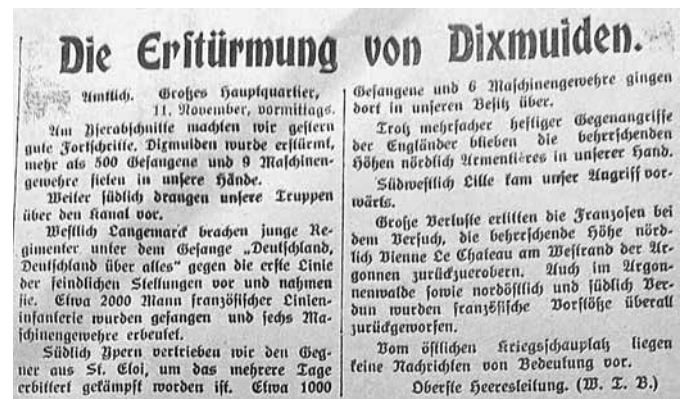 Die Erstürmung von Dixmuiden.
Amtlich. Großes Hauptquartier,
11. November, vormittags.
Am Yserabschnitte machten wir gestern
gute Fortschritte. Dixmuiden wurde erstürmt,
mehr als 500 Gefangene und 9 Maschinen-
gewehre fielen in unsere Hände.
Weiter südlich drangen unsere Truppen
über den Kanal vor.
Westlich Langemarck brachen junge Re-
gimenter unter dem Gesange „Deutschland,
Deutschland über alles“ gegen die erste Linie
der feindlichen Stellungen vor und nahmen
sie. Etwa 2000 Mann französischer Linien-
infanterie wurden gefangen und sechs Ma-
schinengewehre erbeutet.
Südlich Ypern vertrieben wir den Geg-
ner aus St. Eloi, um das mehrere Tage
erbittert gekämpft worden ist. Etwa 1000
Gefangene und 6 Maschinengewehre gingen
dort in unseren Besitz über.
Trotz mehrfacher heftiger Gegenangriffe
der Engländer blieben die beherrschenden
Höhen nördlich Armentières in unserer Hand.
Südwestlich Lille kam unser Angriff vor-
wärts.
Große Verluste erlitten die Franzosen bei
dem Versuch, die beherrschende Höhe nörd-
lich Vienne Le Chateau am Westrand der Ar-
gonnen zurückzuerobern. Auch im Argon-
nenwalde sowie nordöstlich und südlich Ver-
dun wurden französische Vorstöße überall
zurückgeworfen.
Vom östlichen Kriegsschauplatz liegen
keine Nachrichten von Bedeutung vor.
Oberste Heeresleitung. (W. T. B.)